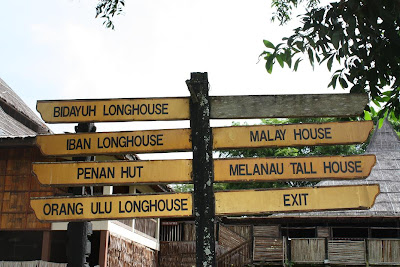 BIDAYUH LONGHOUSE
IBAN LONGHOUSE
PENAN HUT
ORANG ULU LONGHOUSE
MALAY HOUSE
MELANAU TALL HOUSE
EXIT